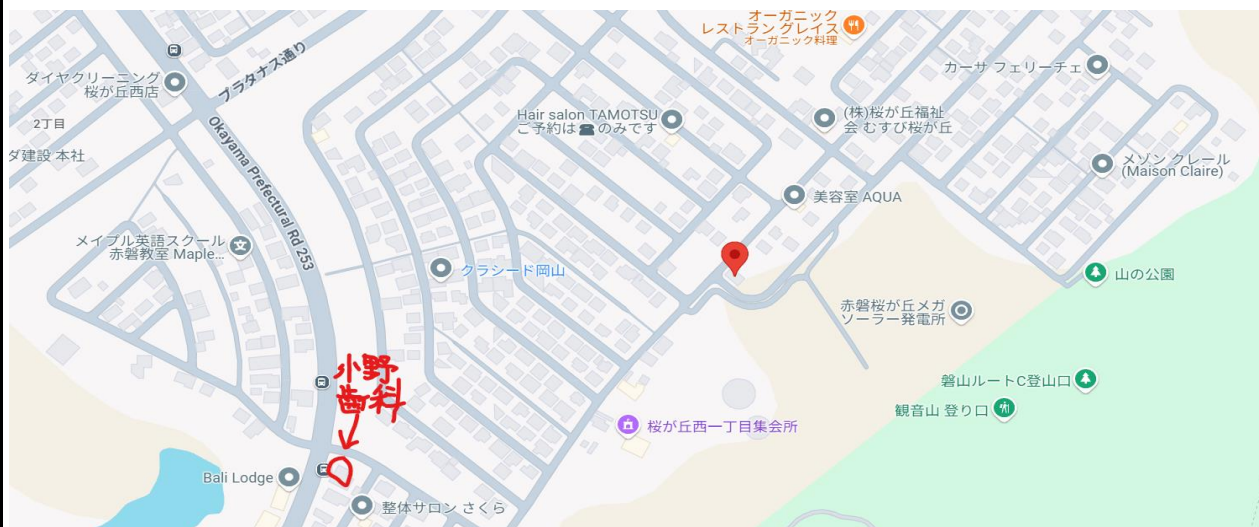 オーガニック
レストラン グレイス
オーガニック料理
ダイヤクリーニング
桜が丘西店
プラタナス通り
カーサ フェリーチェ
2丁目
Hair salon TAMOTSU
ご予約は☎のみです
(株)桜が丘福祉
会 むすび桜が丘
ダ建設 本社
Okayama Prefectural Rd 253
メゾン クレール
(Maison Claire)
美容室 AQUA
メイプル英語スクール
赤磐教室 Maple...
クラシード岡山
山の公園
赤磐桜が丘メガ
ソーラー発電所
小野
歯科
磐山ルートC登山口
観音山 登り口
桜が丘西一丁目集会所
Bali Lodge
整体サロン さくら